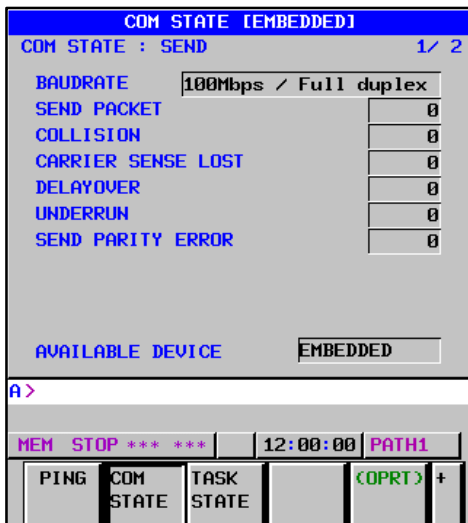 COM STATE [EMBEDDED]
COM STATE : SEND 1/ 2
BAUDRATE 100Mbps / Full duplex
SEND PACKET 0
COLLISION 0
CARRIER SENSE LOST 0
DELAYOVER 0
UNDERRUN 0
SEND PARITY ERROR 0
AVAILABLE DEVICE EMBEDDED
A>
MEM STOP *** *** 12:00:00 PATH1
PING COM TASK (OPRT) +
STATE STATE